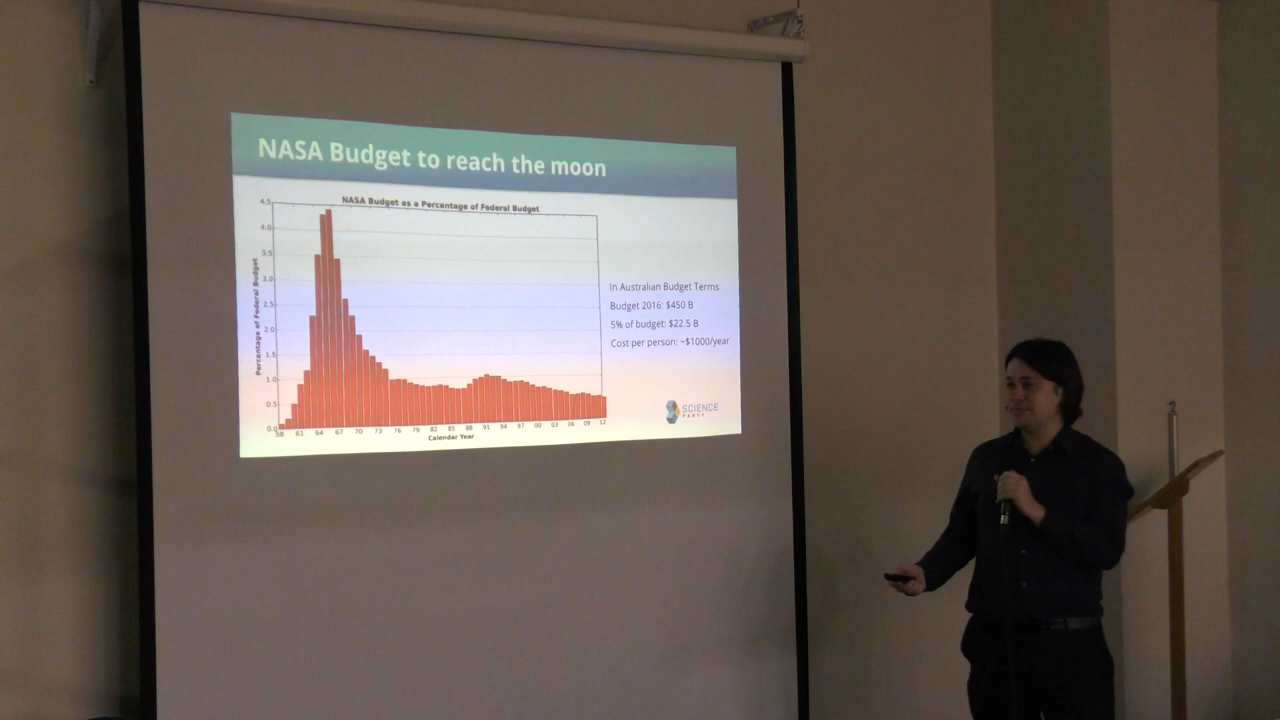 NASA Budget to reach the moon
NASA Budget as a Percentage of Federal Budget
4.5
4.0
3.5
3.0
2.5
2.0
1.5
1.0
0.5
0.0
Percentage of Federal Budget
58 61 64 67 70 73 76 79 82 85 88 91 94 97 00 03 06 09 12
Calendar Year
In Australian Budget Terms
Budget 2016: $450 B
5% of budget: $22.5 B
Cost per person: ~$1000/year
SCIENCE
PARTY